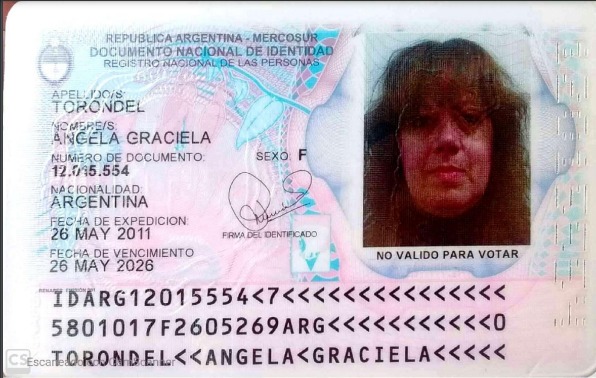 REPUBLICA ARGENTINA - MERCOSUR
DOCUMENTO NACIONAL DE IDENTIDAD
REGISTRO NACIONAL DE LAS PERSONAS
APELLIDO/S:
TORONDEL
NOMBRE/S:
ANGELA GRACIELA
NUMERO DE DOCUMENTO: SEXO: F
12.015.554
NACIONALIDAD:
ARGENTINA
FECHA DE EXPEDICION:
26 MAY 2011
FIRMA DEL IDENTIFICADO
FECHA DE VENCIMIENTO
26 MAY 2026
NO VALIDO PARA VOTAR
IDARG12015554<7<<<<<<<<<<<<<<<
5801017F2605269ARG<<<<<<<<<<<0
TORONDEL<<ANGELA<GRACIELA<<<<<
CS Escaneado con CamScanner